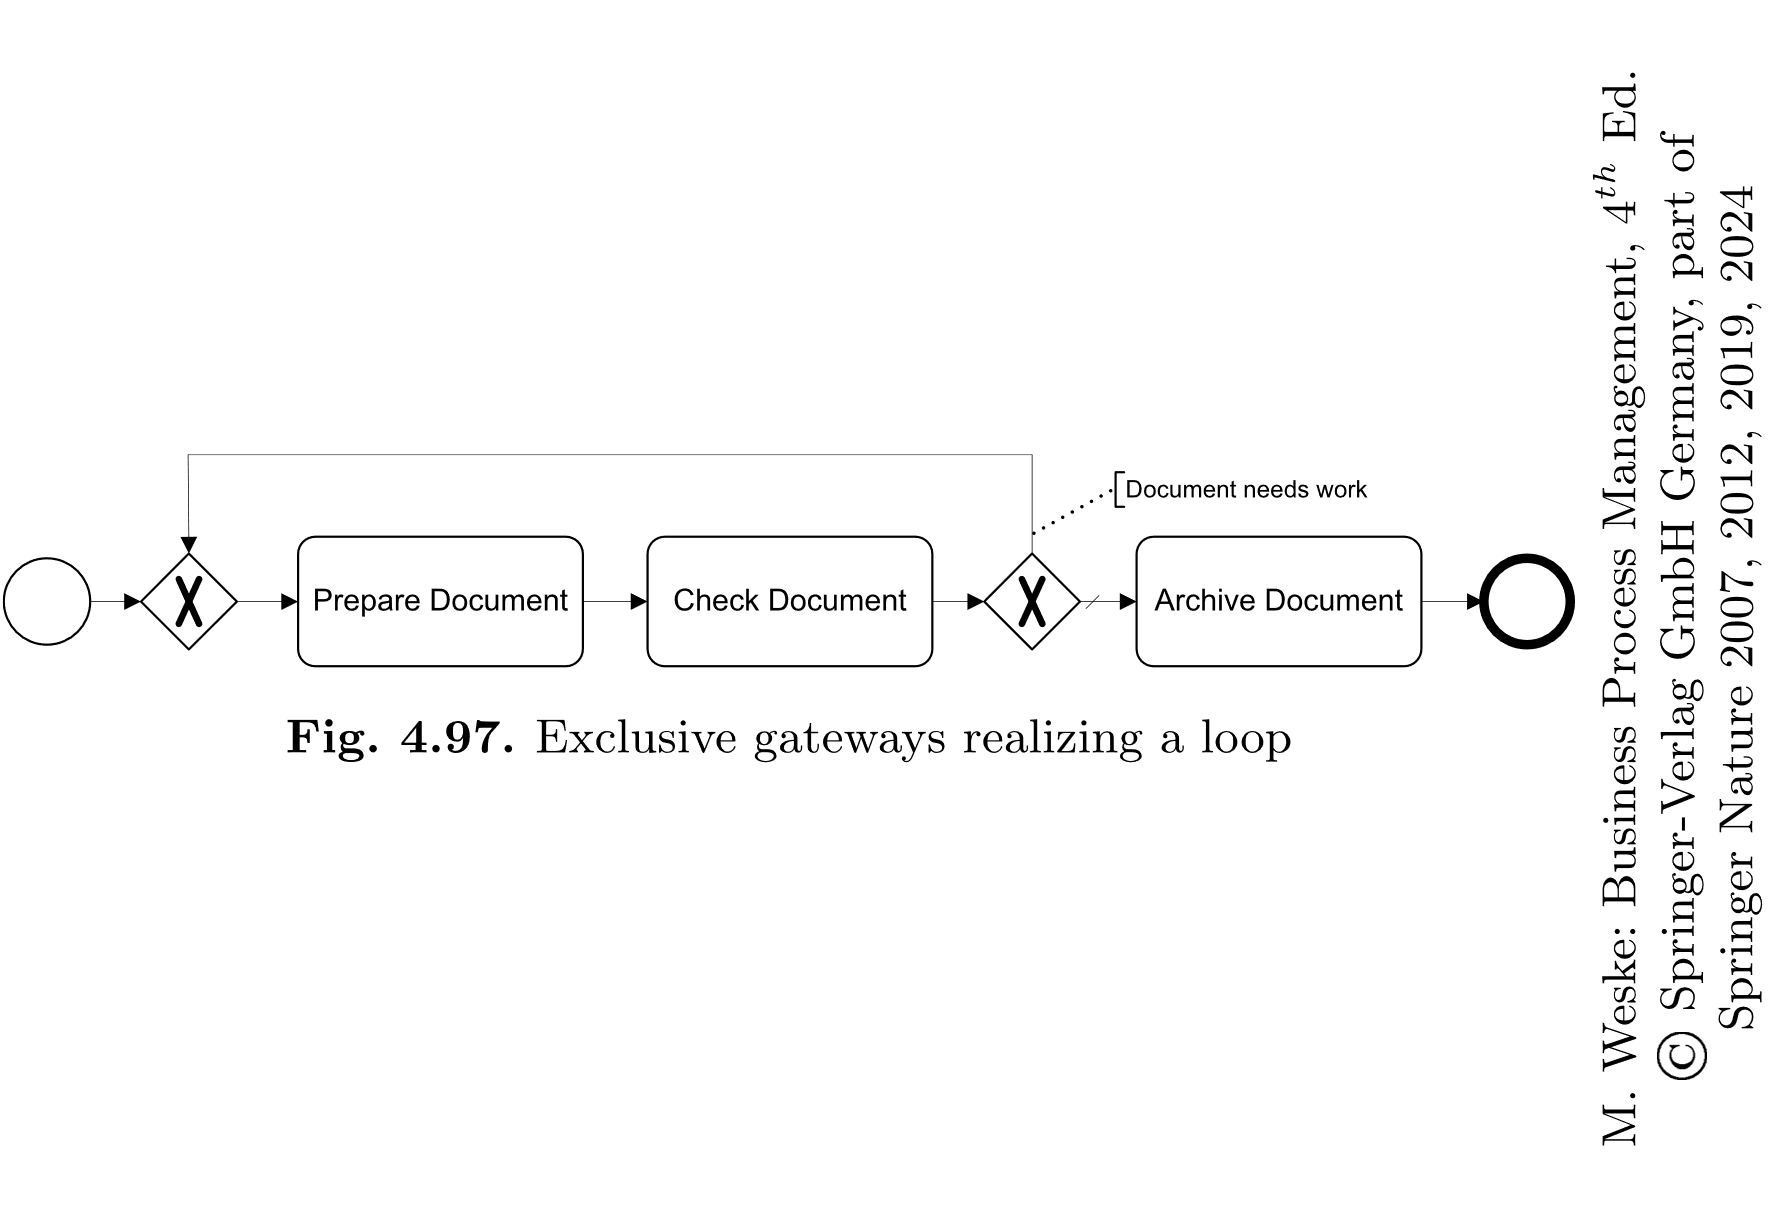 Document needs work
Prepare Document
Check Document
Archive Document
Fig. 4.97. Exclusive gateways realizing a loop
M. Weske: Business Process Management, 4th Ed.
© Springer-Verlag GmbH Germany, part of
Springer Nature 2007, 2012, 2019, 2024